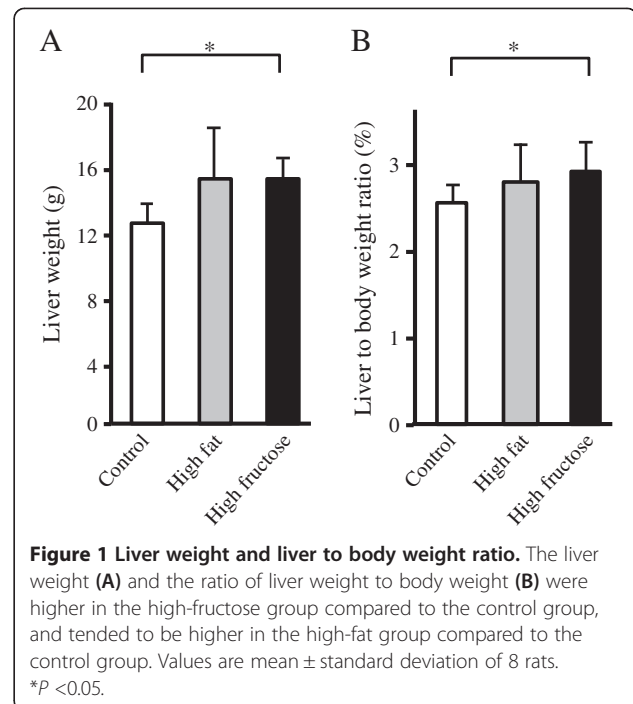 A
*
Liver weight (g)
20
16
12
8
4
0
Control
High fat
High fructose
B
*
Liver to body weight ratio (%)
3
2
1
0
Control
High fat
High fructose
Figure 1 Liver weight and liver to body weight ratio. The liver
weight (A) and the ratio of liver weight to body weight (B) were
higher in the high-fructose group compared to the control group,
and tended to be higher in the high-fat group compared to the
control group. Values are mean ± standard deviation of 8 rats.
*P <0.05.